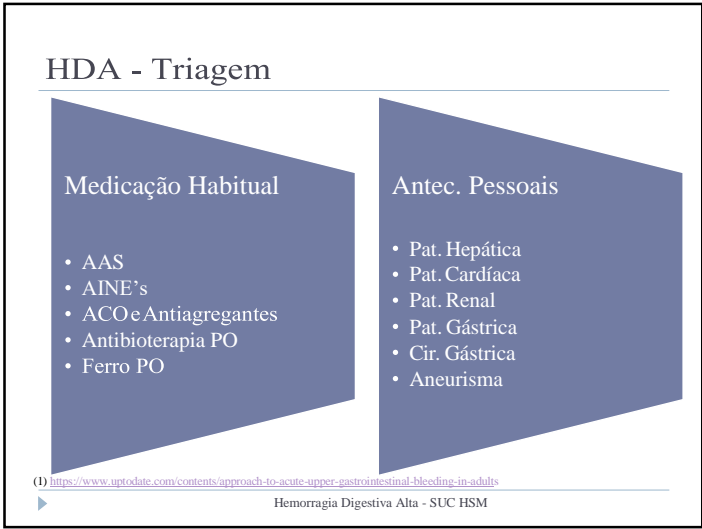 HDA - Triagem
Medicação Habitual
• AAS
• AINE’s
• ACO e Antiagregantes
• Antibioterapia PO
• Ferro PO
Antec. Pessoais
• Pat. Hepática
• Pat. Cardíaca
• Pat. Renal
• Pat. Gástrica
• Cir. Gástrica
• Aneurisma
(1) https://www.uptodate.com/contents/approach-to-acute-upper-gastrointestinal-bleeding-in-adults
Hemorragia Digestiva Alta - SUC HSM